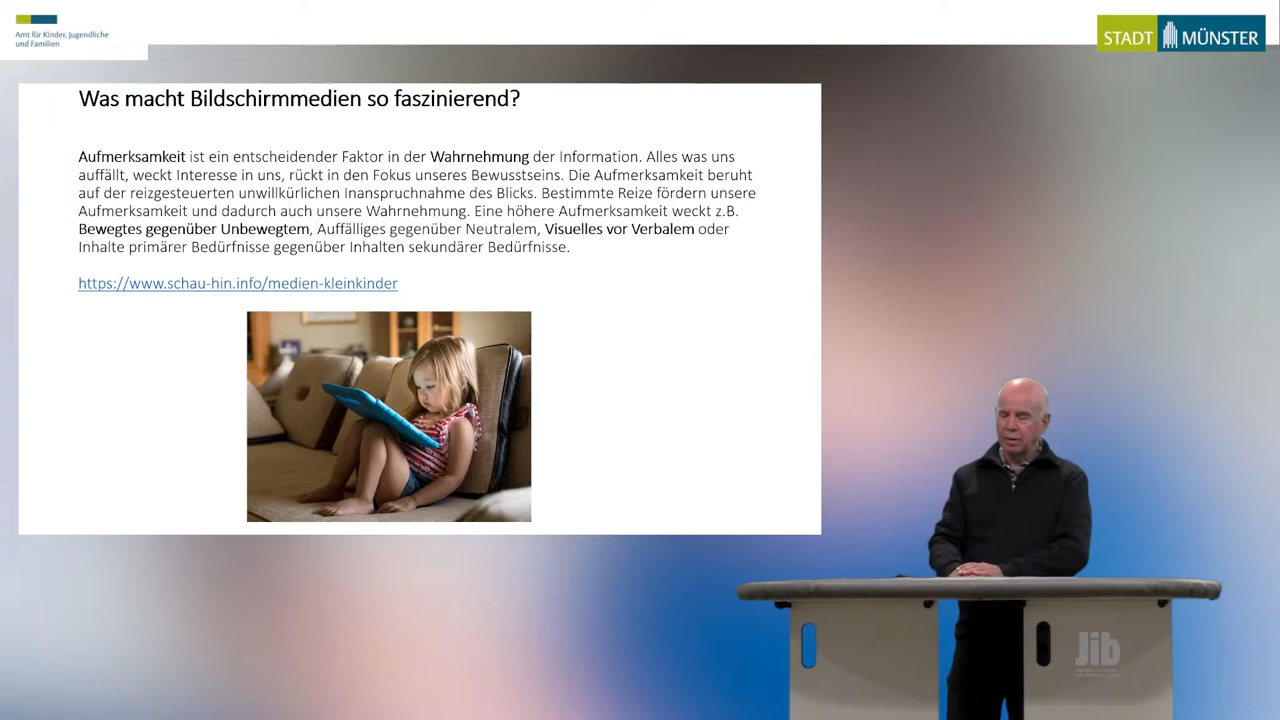 Amt für Kinder, Jugendliche
und Familien
STADT MÜNSTER
Was macht Bildschirmmedien so faszinierend?
Aufmerksamkeit ist ein entscheidender Faktor in der Wahrnehmung der Information. Alles was uns
auffällt, weckt Interesse in uns, rückt in den Fokus unseres Bewusstseins. Die Aufmerksamkeit beruht
auf der reizgesteuerten unwillkürlichen Inanspruchnahme des Blicks. Bestimmte Reize fördern unsere
Aufmerksamkeit und dadurch auch unsere Wahrnehmung. Eine höhere Aufmerksamkeit weckt z.B.
Bewegtes gegenüber Unbewegtem, Auffälliges gegenüber Neutralem, Visuelles vor Verbalem oder
Inhalte primärer Bedürfnisse gegenüber Inhalten sekundärer Bedürfnisse.
https://www.schau-hin.info/medien-kleinkinder
Jib